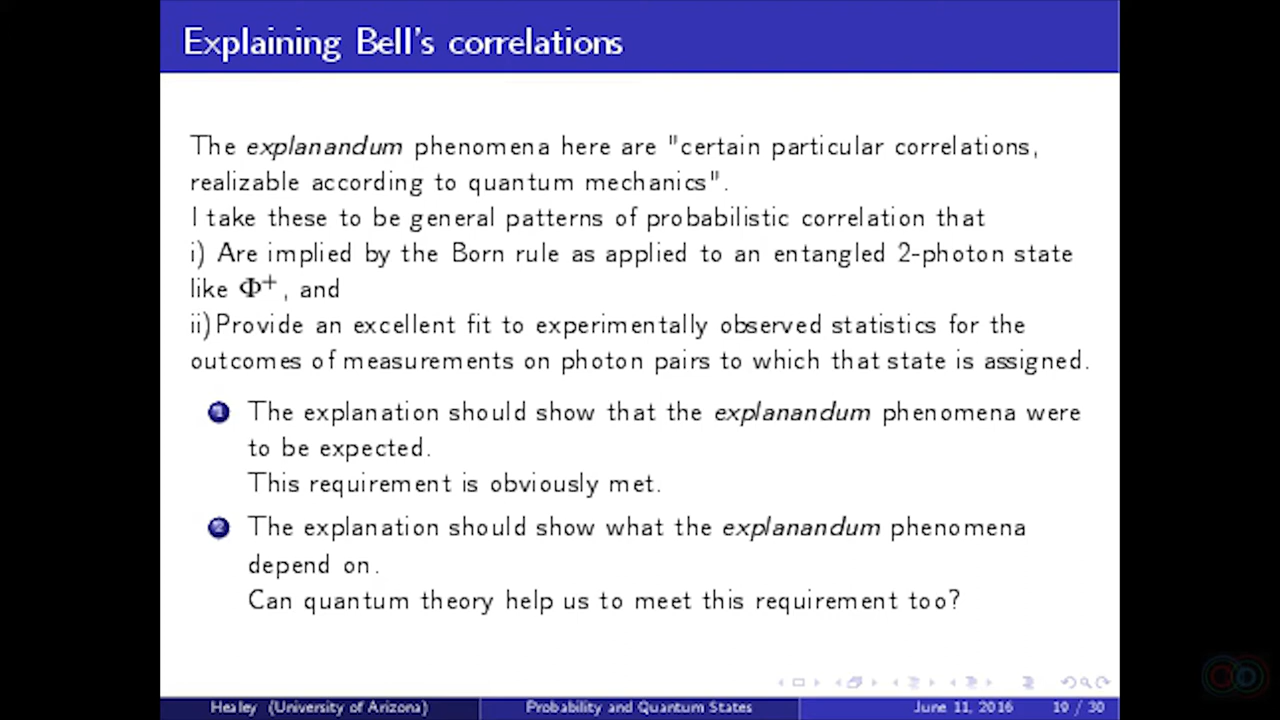 Explaining Bell's correlations
The explanandum phenomena here are "certain particular correlations,
realizable according to quantum mechanics".
I take these to be general patterns of probabilistic correlation that
i) Are implied by the Born rule as applied to an entangled 2-photon state
like Φ⁺, and
ii)Provide an excellent fit to experimentally observed statistics for the
outcomes of measurements on photon pairs to which that state is assigned.
1 The explanation should show that the explanandum phenomena were
to be expected.
This requirement is obviously met.
2 The explanation should show what the explanandum phenomena
depend on.
Can quantum theory help us to meet this requirement too?
Healey (University of Arizona) Probability and Quantum States June 11, 2016 19 / 30